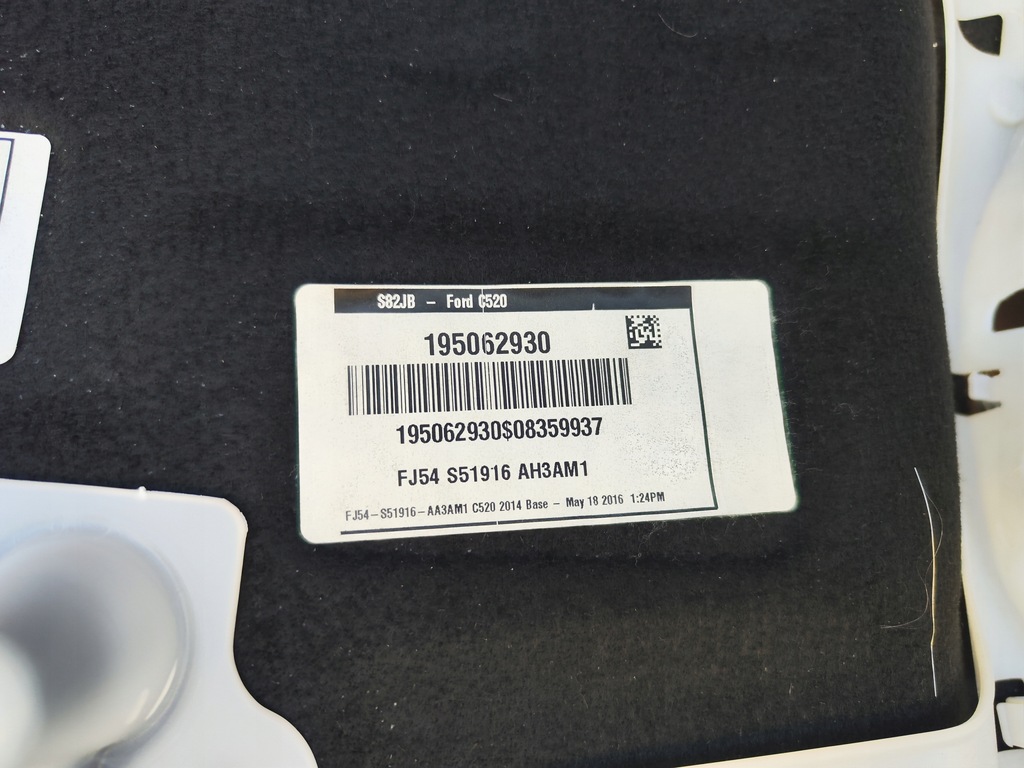 S82JB - Ford C520
195062930
195062930$08359937
FJ54 S51916 AH3AM1
FJ54-S51916-AA3AM1 C520 2014 Base - May 18 2016 1:24PM